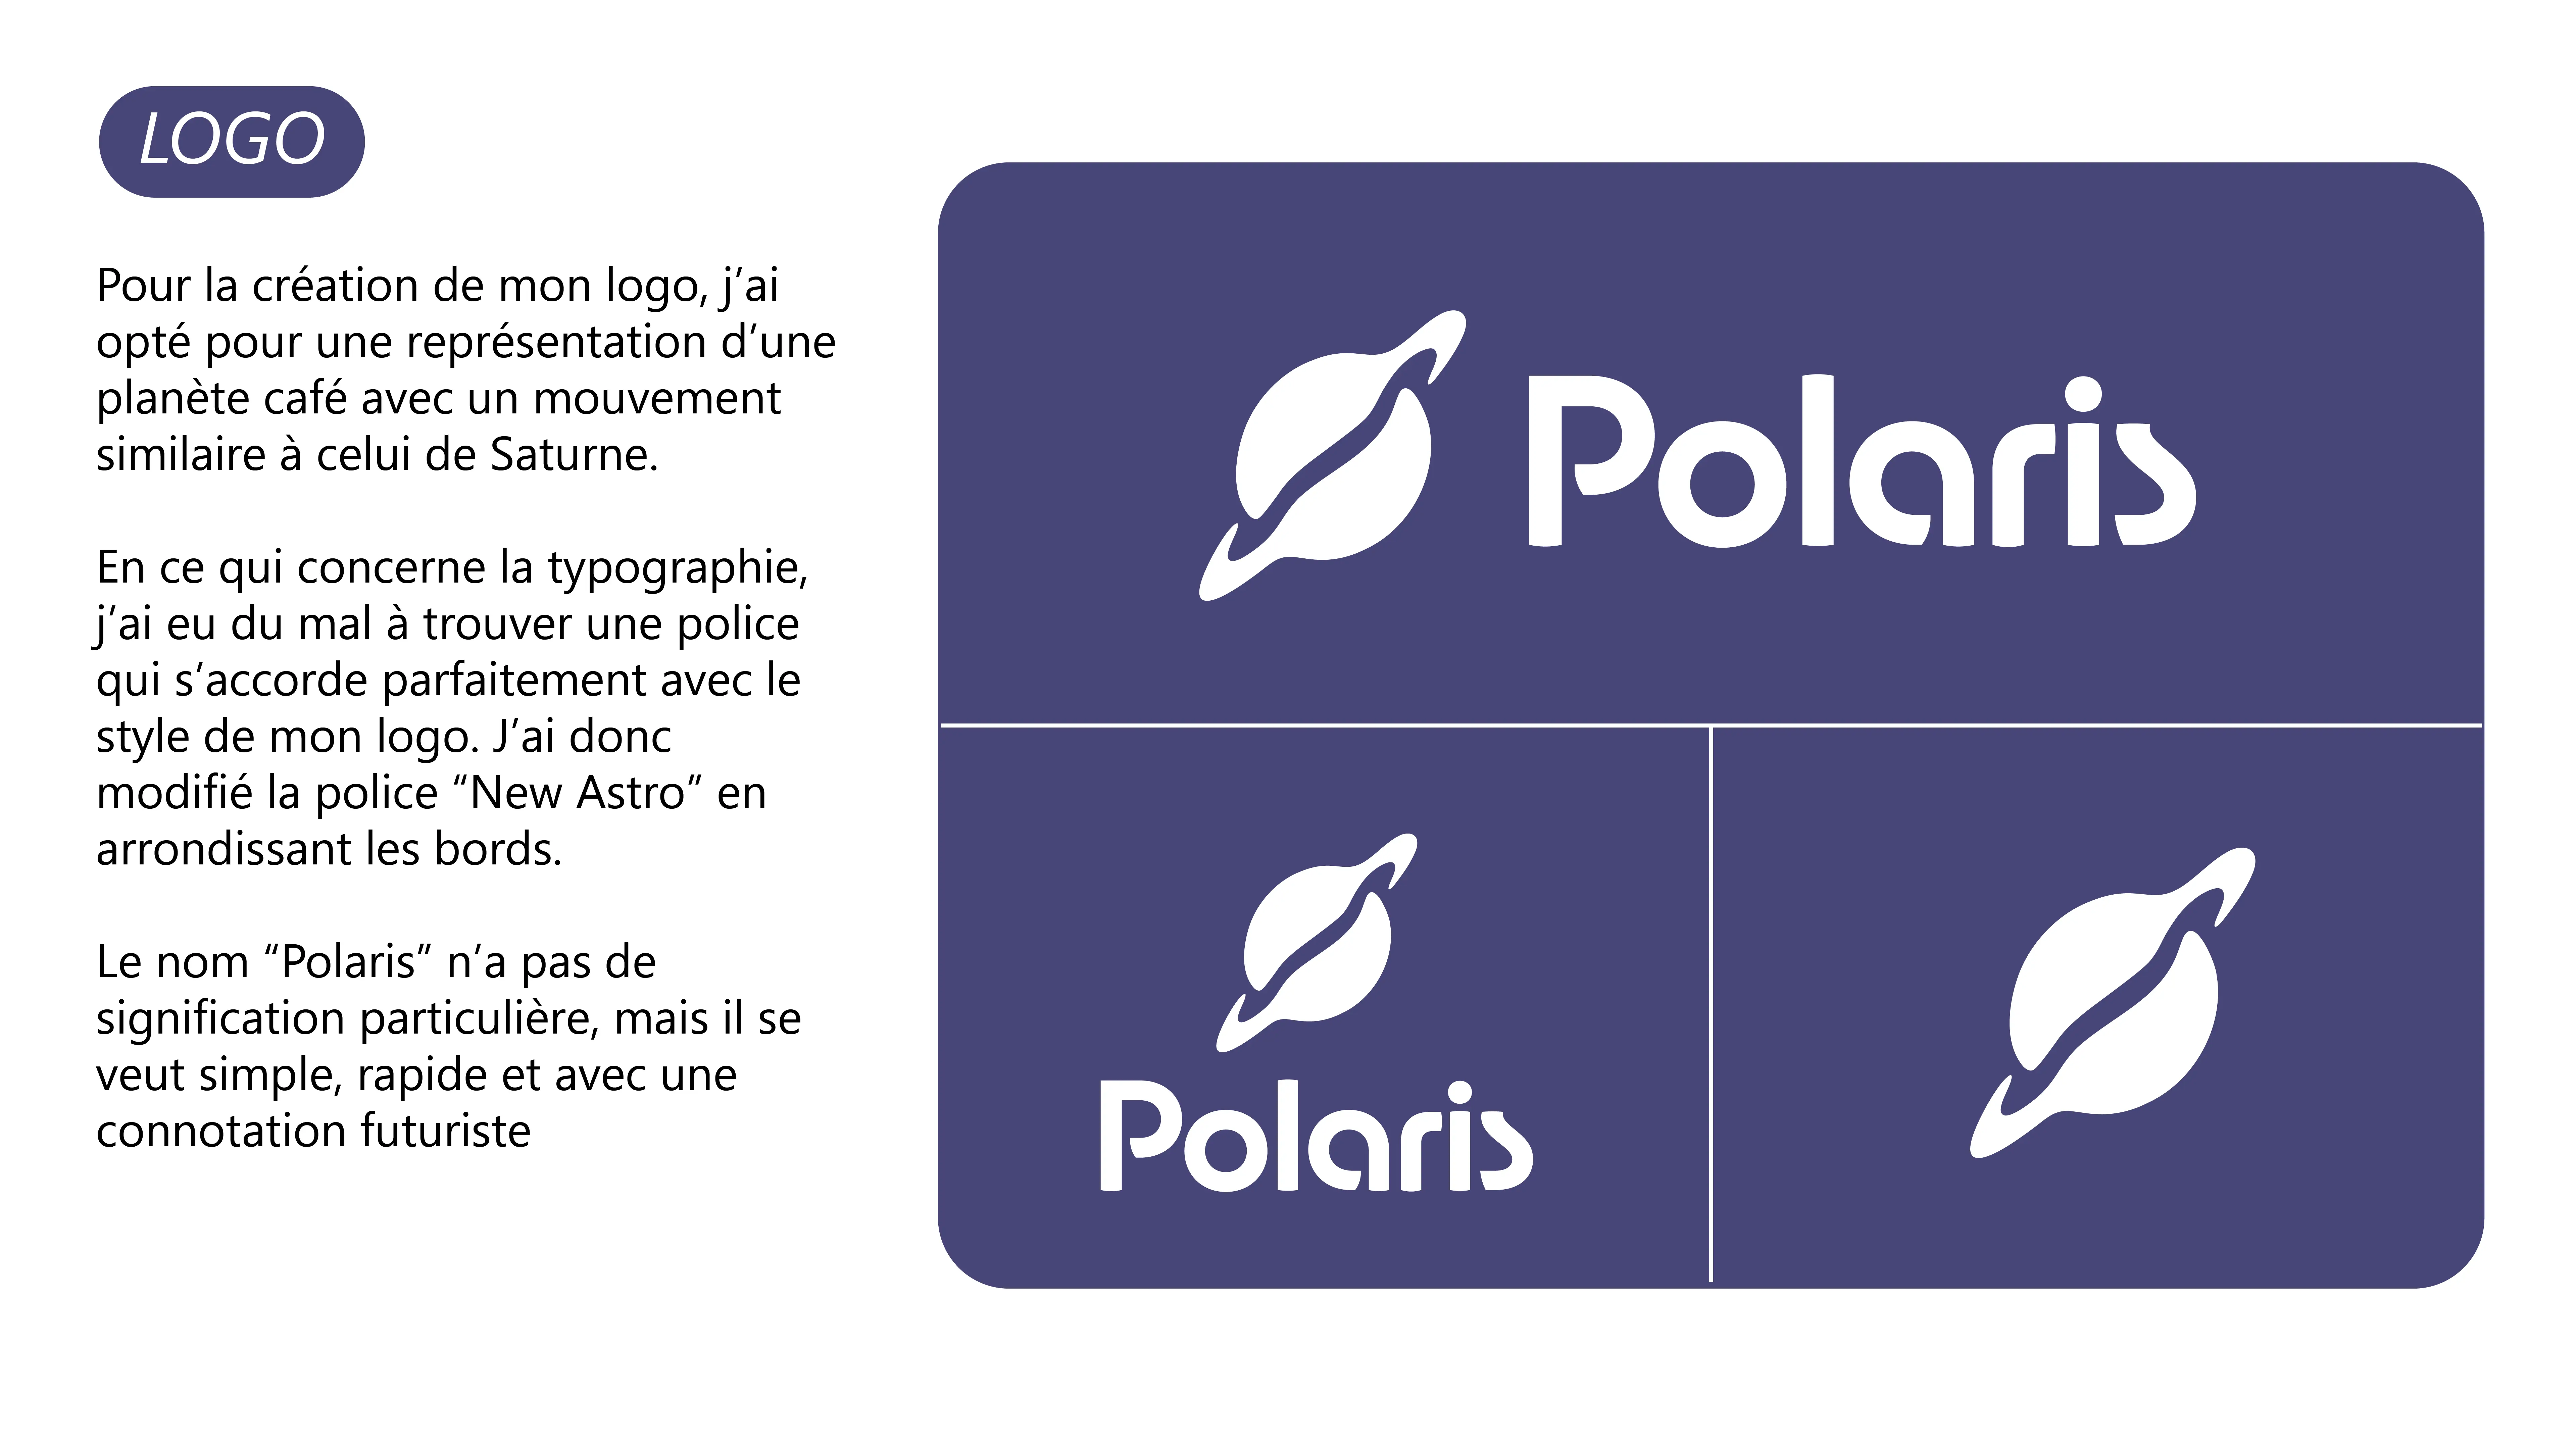 LOGO
Pour la création de mon logo, j’ai
opté pour une représentation d’une
planète café avec un mouvement
similaire à celui de Saturne.
En ce qui concerne la typographie,
j’ai eu du mal à trouver une police
qui s’accorde parfaitement avec le
style de mon logo. J’ai donc
modifié la police “New Astro” en
arrondissant les bords.
Le nom “Polaris” n’a pas de
signification particulière, mais il se
veut simple, rapide et avec une
connotation futuriste
Polaris
Polaris